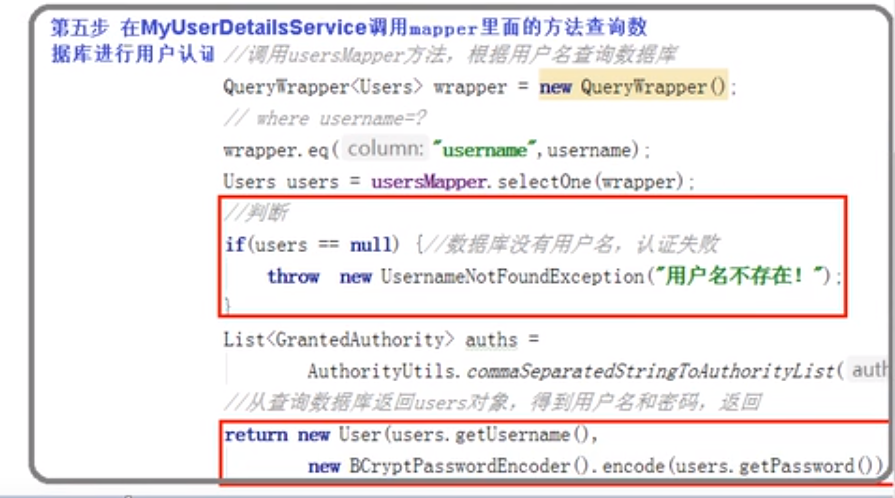 第五步 在MyUserDetailsService调用mapper里面的方法查询数
据库进行用户认证 //调用usersMapper方法，根据用户名查询数据库
QueryWrapper<Users> wrapper = new QueryWrapper();
// where username=?
wrapper.eq( column: "username",username);
Users users = usersMapper.selectOne(wrapper);
//判断
if(users == null) {//数据库没有用户名，认证失败
throw new UsernameNotFoundException("用户名不存在！");
}
List<GrantedAuthority> auths =
AuthorityUtils.commaSeparatedStringToAuthorityList( auth
//从查询数据库返回users对象，得到用户名和密码，返回
return new User(users.getUsername(),
new BCryptPasswordEncoder().encode(users.getPassword())